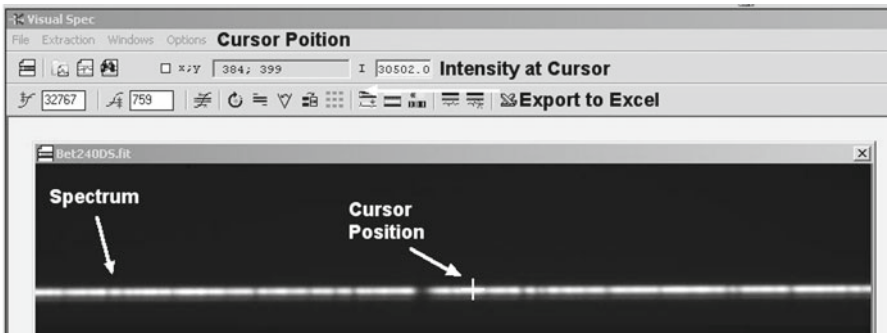 Visual Spec
File Extraction Windows Options Cursor Poition
x;y 384; 399 I 30502.0 Intensity at Cursor
32767 759 Export to Excel
Bet240DS.fit
Spectrum
Cursor
Position